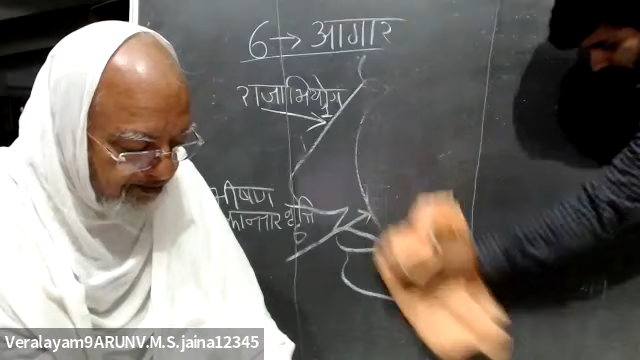 6 → आगार
राजाभियोग
भीषण
कान्तार वृत्ति
Veralayam9ARUNV.M.S.jaina12345